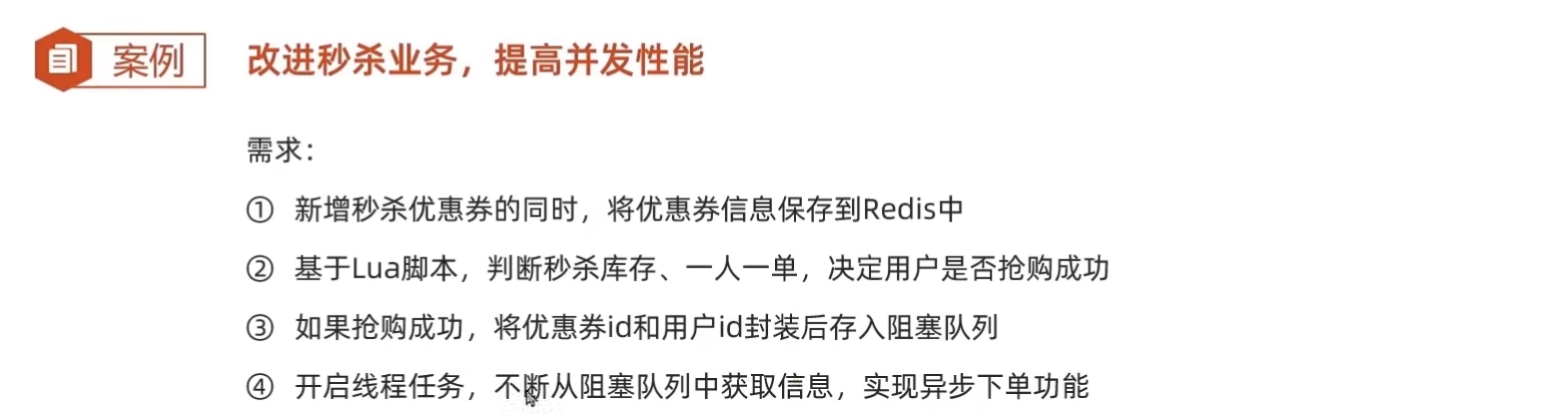 案例 改进秒杀业务，提高并发性能
需求：
① 新增秒杀优惠券的同时，将优惠券信息保存到Redis中
② 基于Lua脚本，判断秒杀库存、一人一单，决定用户是否抢购成功
③ 如果抢购成功，将优惠券id和用户id封装后存入阻塞队列
④ 开启线程任务，不断从阻塞队列中获取信息，实现异步下单功能